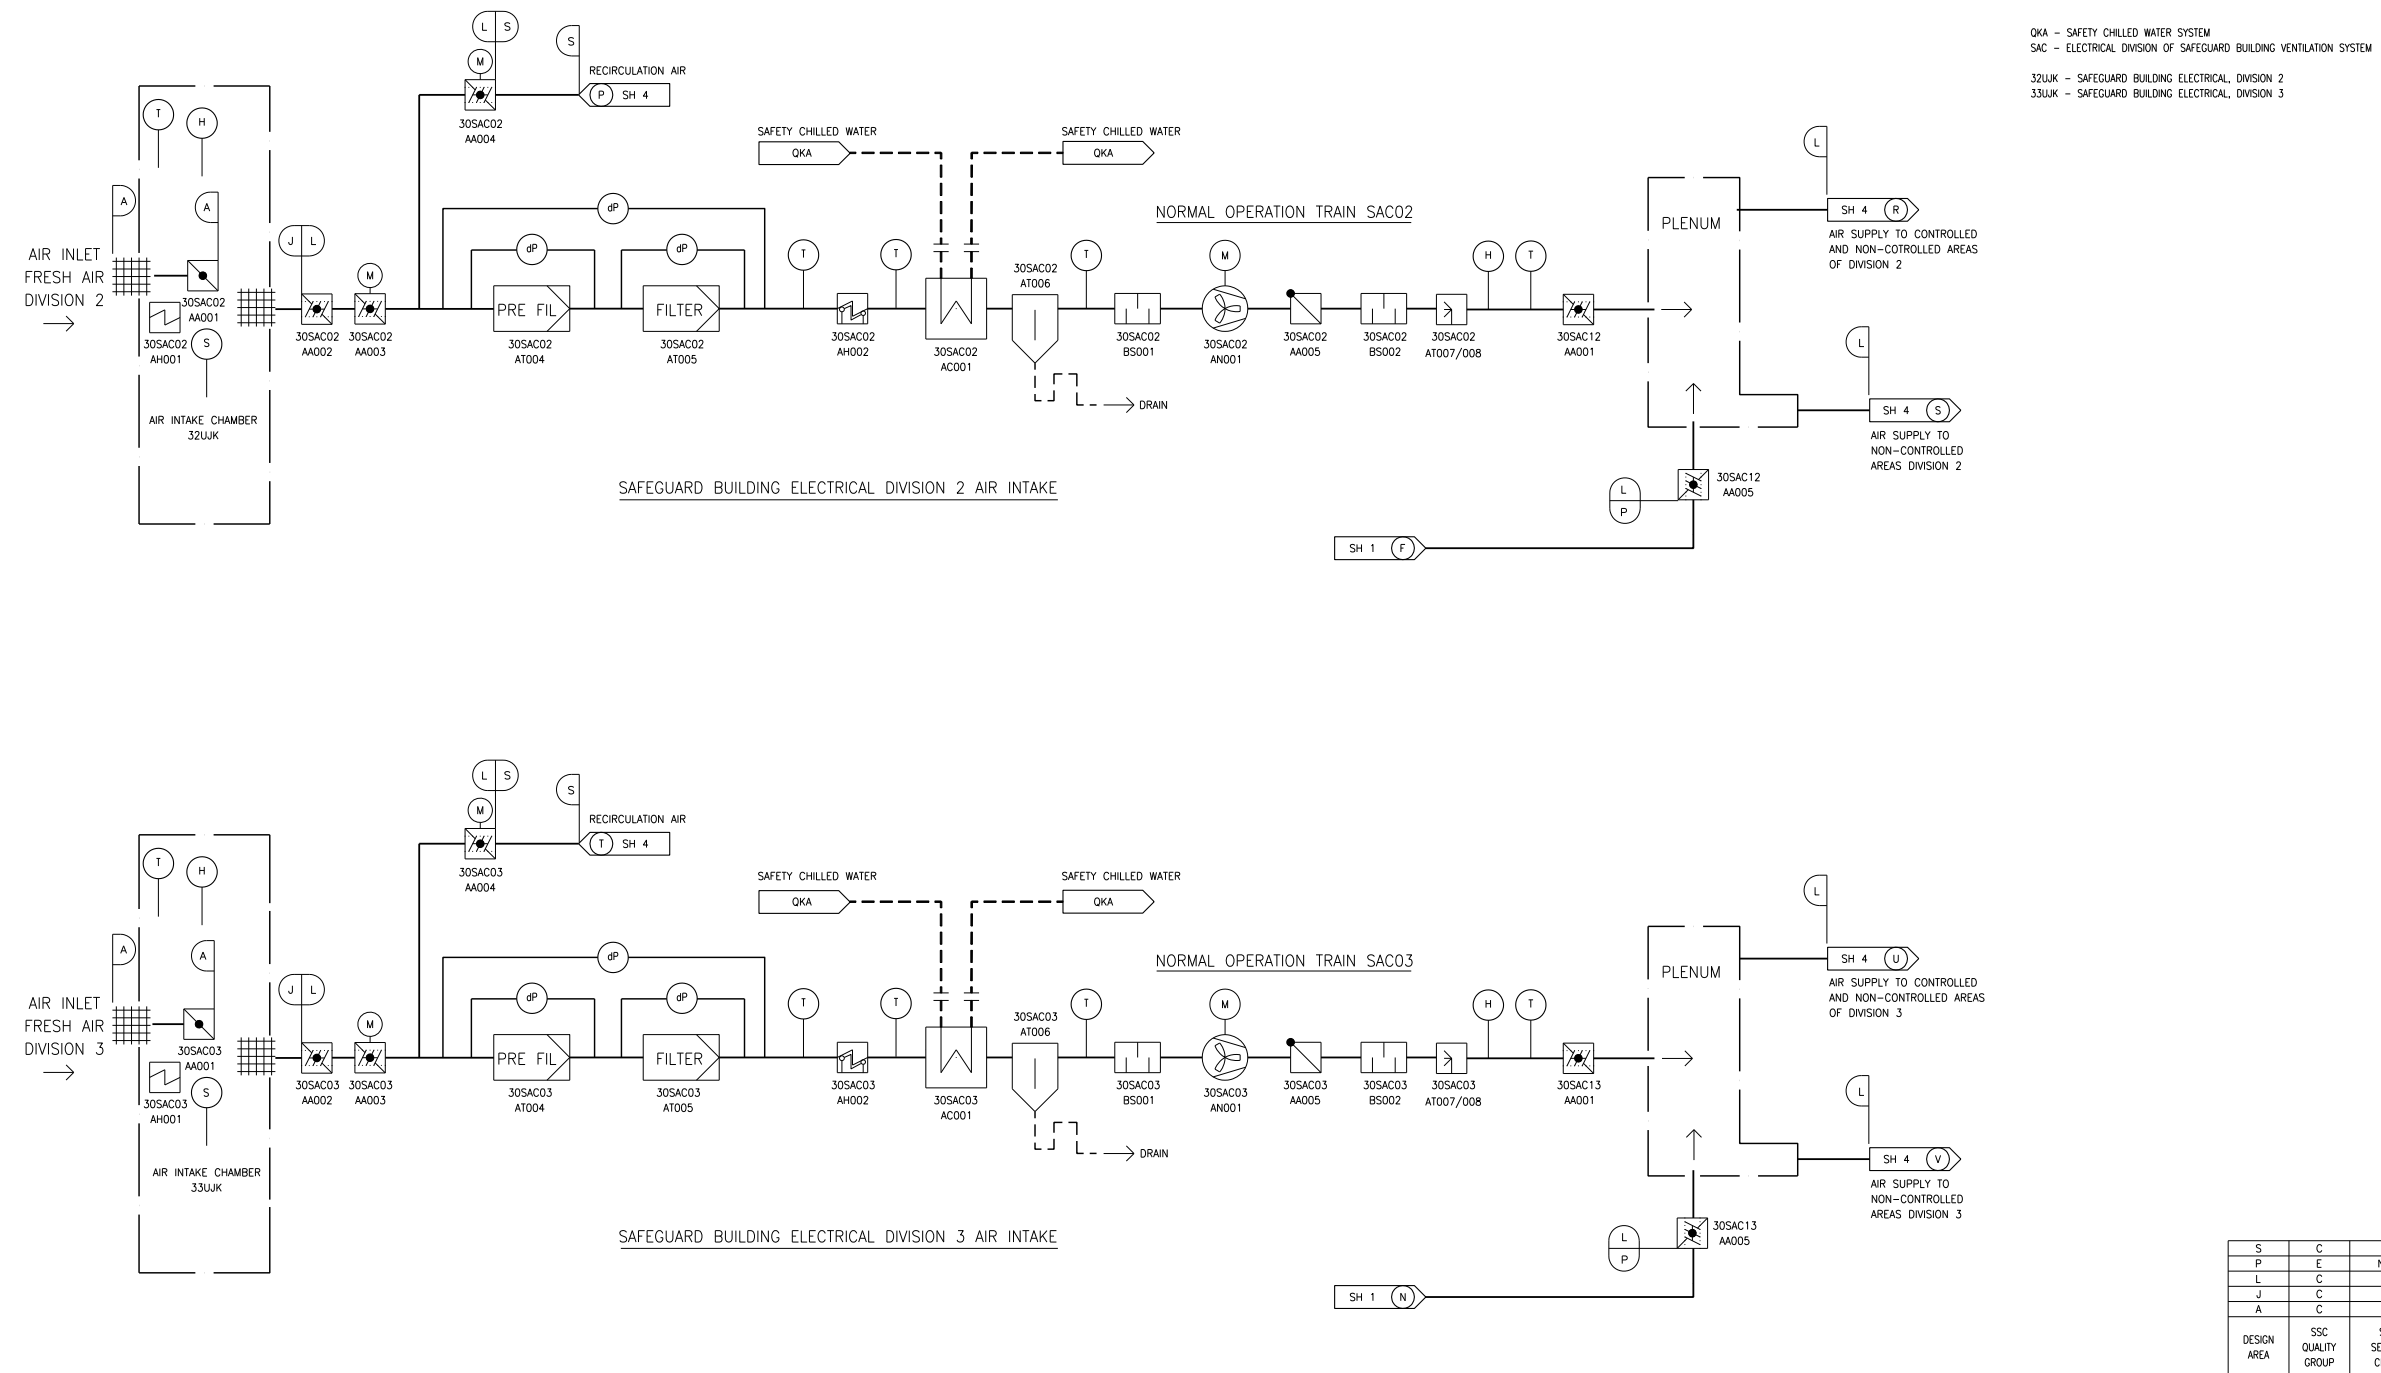 QKA – SAFETY CHILLED WATER SYSTEM
SAC – ELECTRICAL DIVISION OF SAFEGUARD BUILDING VENTILATION SYSTEM
32UJK – SAFEGUARD BUILDING ELECTRICAL, DIVISION 2
33UJK – SAFEGUARD BUILDING ELECTRICAL, DIVISION 3
L S
S
M
RECIRCULATION AIR
P SH 4
30SAC02
AA004
T
H
A
A
AIR INLET
FRESH AIR
DIVISION 2
30SAC02
AA001
30SAC02
AH001
S
AIR INTAKE CHAMBER
32UJK
J L
M
30SAC02
AA002
30SAC02
AA003
dP
dP
dP
PRE FIL
30SAC02
AT004
FILTER
30SAC02
AT005
SAFETY CHILLED WATER
QKA
SAFETY CHILLED WATER
QKA
T
T
30SAC02
AH002
30SAC02
AC001
30SAC02
AT006
DRAIN
NORMAL OPERATION TRAIN SAC02
T
M
H
T
30SAC02
BS001
30SAC02
AN001
30SAC02
AA005
30SAC02
BS002
30SAC02
AT007/008
30SAC12
AA001
PLENUM
L
SH 4 R
AIR SUPPLY TO CONTROLLED
AND NON-COTROLLED AREAS
OF DIVISION 2
L
SH 4 S
AIR SUPPLY TO
NON-CONTROLLED
AREAS DIVISION 2
30SAC12
AA005
L
P
SH 1 F
SAFEGUARD BUILDING ELECTRICAL DIVISION 2 AIR INTAKE
L S
S
M
RECIRCULATION AIR
T SH 4
30SAC03
AA004
T
H
A
A
AIR INLET
FRESH AIR
DIVISION 3
30SAC03
AA001
30SAC03
AH001
S
AIR INTAKE CHAMBER
33UJK
J L
M
30SAC03
AA002
30SAC03
AA003
dP
dP
dP
PRE FIL
30SAC03
AT004
FILTER
30SAC03
AT005
SAFETY CHILLED WATER
QKA
SAFETY CHILLED WATER
QKA
T
T
30SAC03
AH002
30SAC03
AC001
30SAC03
AT006
DRAIN
NORMAL OPERATION TRAIN SAC03
T
M
H
T
30SAC03
BS001
30SAC03
AN001
30SAC03
AA005
30SAC03
BS002
30SAC03
AT007/008
30SAC13
AA001
PLENUM
L
SH 4 U
AIR SUPPLY TO CONTROLLED
AND NON-CONTROLLED AREAS
OF DIVISION 3
L
SH 4 V
AIR SUPPLY TO
NON-CONTROLLED
AREAS DIVISION 3
30SAC13
AA005
L
P
SH 1 N
SAFEGUARD BUILDING ELECTRICAL DIVISION 3 AIR INTAKE
S C
P E
L C
J C
A C
DESIGN
AREA
SSC
QUALITY
GROUP